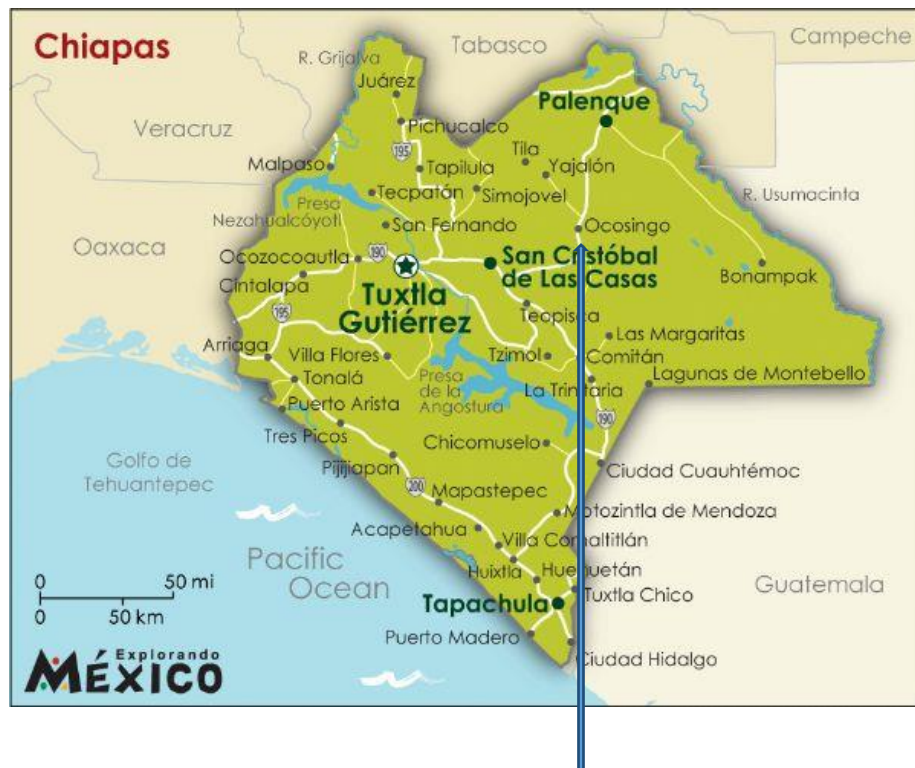 Chiapas
Tabasco
Campeche
R. Grijalva
Juárez
Palenque
Veracruz
Pichucalco
195
Tila
Malpaso
Tapilula
Yajalón
Tecpatán
Simojovel
R. Usumacinta
Presa
Nezahualcóyotl
San Fernando
Ocosingo
Oaxaca
Ocozocoautla
190
San Cristóbal
de Las Casas
Bonampak
Cintalapa
Tuxtla
Gutiérrez
195
Teopisca
Las Margaritas
Arriaga
Villa Flores
Tzimol
Comitán
Tonalá
Presa
de la
Angostura
La Trinitaria
Lagunas de Montebello
Puerto Arista
190
Tres Picos
Chicomuselo
Golfo de
Tehuantepec
Pijijiapan
Ciudad Cuauhtémoc
200
Mapastepec
Motozintla de Mendoza
Acapetahua
Villa Comaltitlán
Pacific
Ocean
Huixtla
Huehuetán
0
50 mi
0
50 km
Guatemala
Tapachula
Tuxtla Chico
Puerto Madero
Ciudad Hidalgo
Explorando
MÉXICO